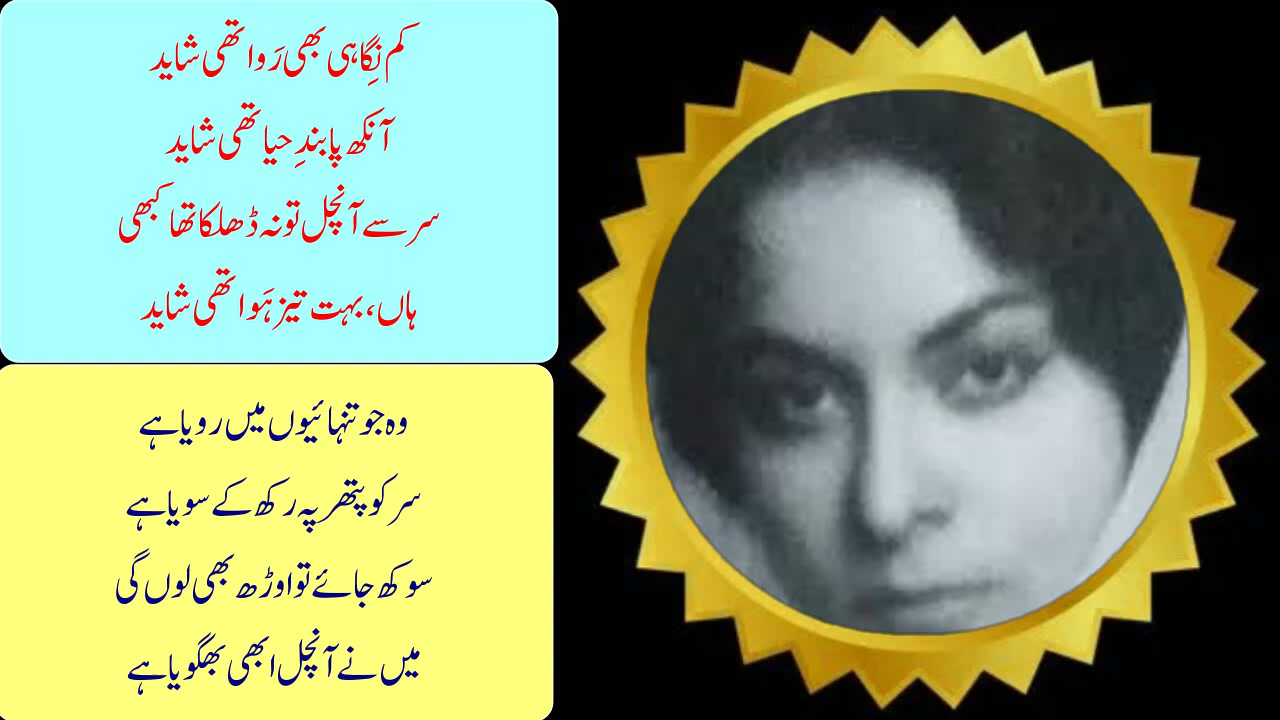 کم نِگاہی بھی رَوا تھی شاید
آنکھ پابندِ حیا تھی شاید
سر سے آنچل تو نہ ڈھلکا تھا کبھی
ہاں، بہت تیز ہَوا تھی شاید
وہ جو تنہائیوں میں رویا ہے
سر کو پتھر پہ رکھ کے سویا ہے
سوکھ جائے تو اوڑھ بھی لوں گی
میں نے آنچل ابھی بھگویا ہے